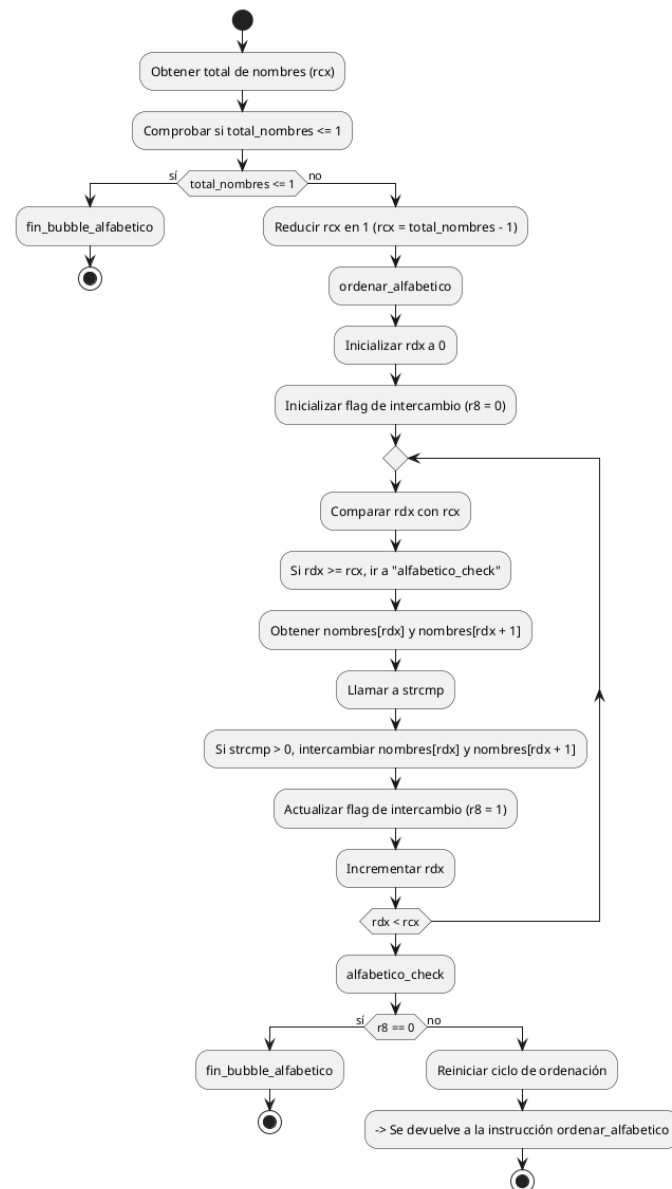 Obtener total de nombres (rcx)
Comprobar si total_nombres <= 1
sí
total_nombres <= 1
no
fin_bubble_alfabetico
Reducir rcx en 1 (rcx = total_nombres - 1)
ordenar_alfabetico
Inicializar rdx a 0
Inicializar flag de intercambio (r8 = 0)
Comparar rdx con rcx
Si rdx >= rcx, ir a "alfabetico_check"
Obtener nombres[rdx] y nombres[rdx + 1]
Llamar a strcmp
Si strcmp > 0, intercambiar nombres[rdx] y nombres[rdx + 1]
Actualizar flag de intercambio (r8 = 1)
Incrementar rdx
rdx < rcx
alfabetico_check
sí
r8 == 0
no
fin_bubble_alfabetico
Reiniciar ciclo de ordenación
-> Se devuelve a la instrucción ordenar_alfabetico